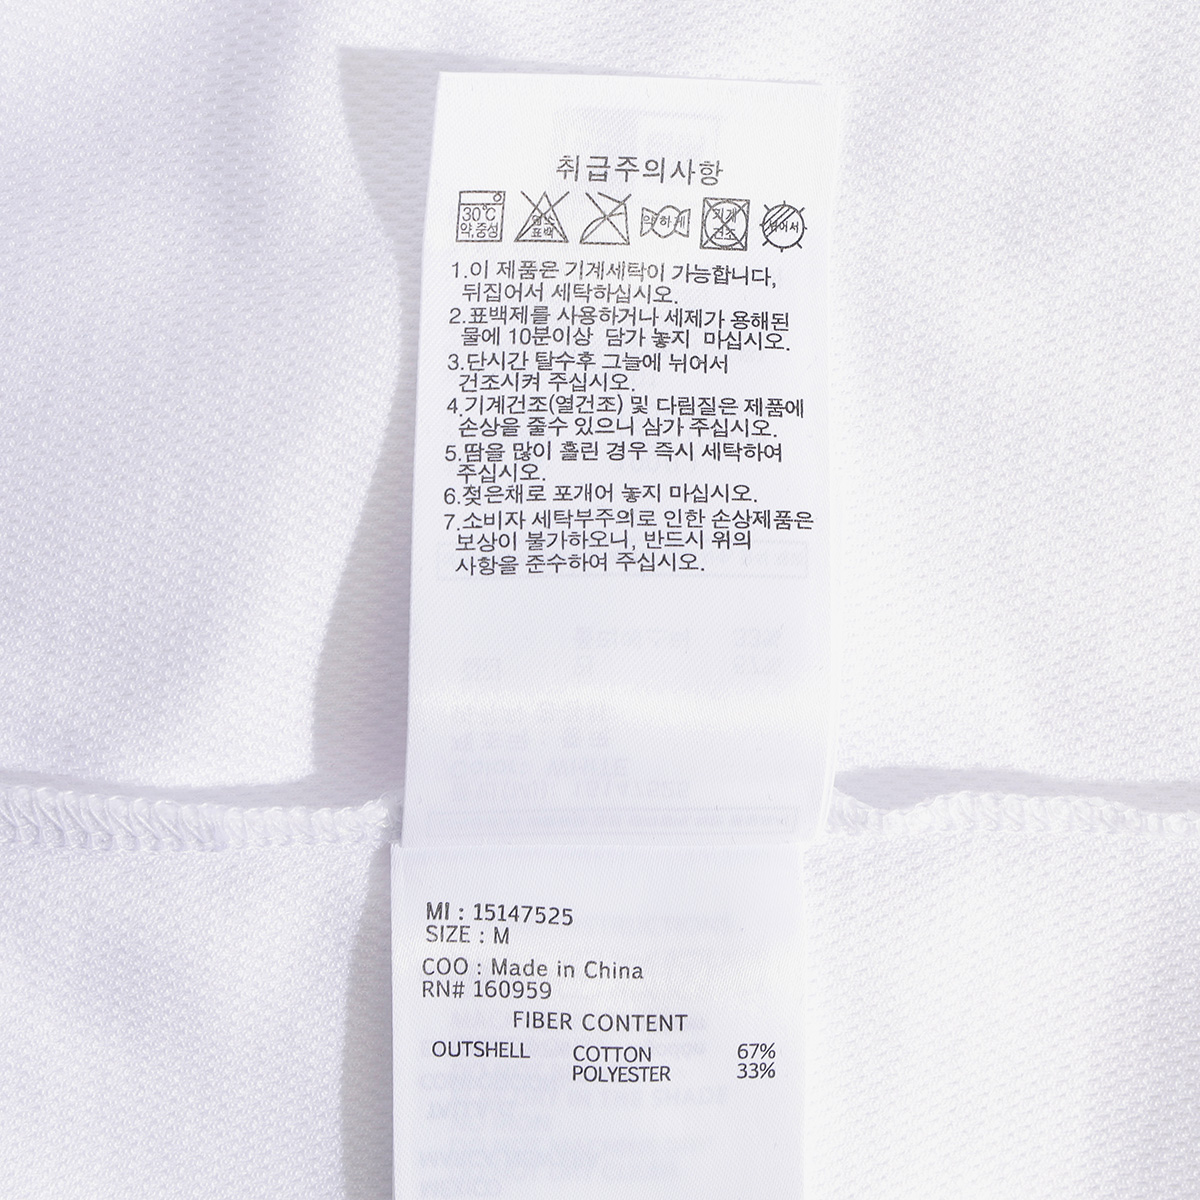 취급주의사항
30℃
약,중성
염소
표백
약하게
기계
건조
뉘어서
1.이 제품은 기계세탁이 가능합니다,
뒤집어서 세탁하십시오.
2.표백제를 사용하거나 세제가 용해된
물에 10분이상 담가 놓지 마십시오.
3.단시간 탈수후 그늘에 뉘어서
건조시켜 주십시오.
4.기계건조(열건조) 및 다림질은 제품에
손상을 줄수 있으니 삼가 주십시오.
5.땀을 많이 흘린 경우 즉시 세탁하여
주십시오.
6.젖은채로 포개어 놓지 마십시오.
7.소비자 세탁부주의로 인한 손상제품은
보상이 불가하오니, 반드시 위의
사항을 준수하여 주십시오.
MI : 15147525
SIZE : M
COO : Made in China
RN# 160959
FIBER CONTENT
OUTSHELL COTTON 67%
POLYESTER 33%